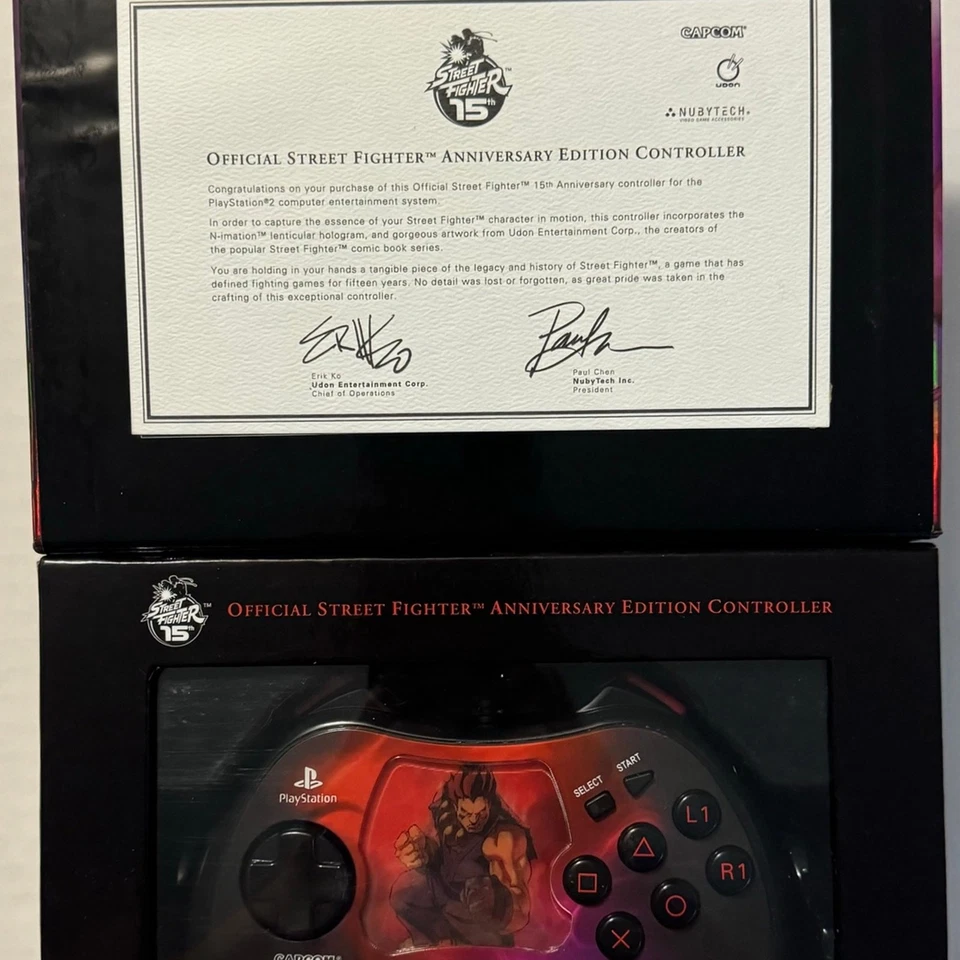 STREET FIGHTER™ 15th
CAPCOM®
UDON
NUBYTECH®
VIDEO GAME ACCESSORIES
OFFICIAL STREET FIGHTER™ ANNIVERSARY EDITION CONTROLLER
Congratulations on your purchase of this Official Street Fighter™ 15th Anniversary controller for the
PlayStation®2 computer entertainment system.
In order to capture the essence of your Street Fighter™ character in motion, this controller incorporates the
N-imation™ lenticular hologram, and gorgeous artwork from Udon Entertainment Corp., the creators of
the popular Street Fighter™ comic book series.
You are holding in your hands a tangible piece of the legacy and history of Street Fighter™, a game that has
defined fighting games for fifteen years. No detail was lost or forgotten, as great pride was taken in the
crafting of this exceptional controller.
Erik Ko
Udon Entertainment Corp.
Chief of Operations
Paul Chen
NubyTech Inc.
President
STREET FIGHTER™ 15th
OFFICIAL STREET FIGHTER™ ANNIVERSARY EDITION CONTROLLER
PlayStation
SELECT
START
L1
R1
CAPCOM®